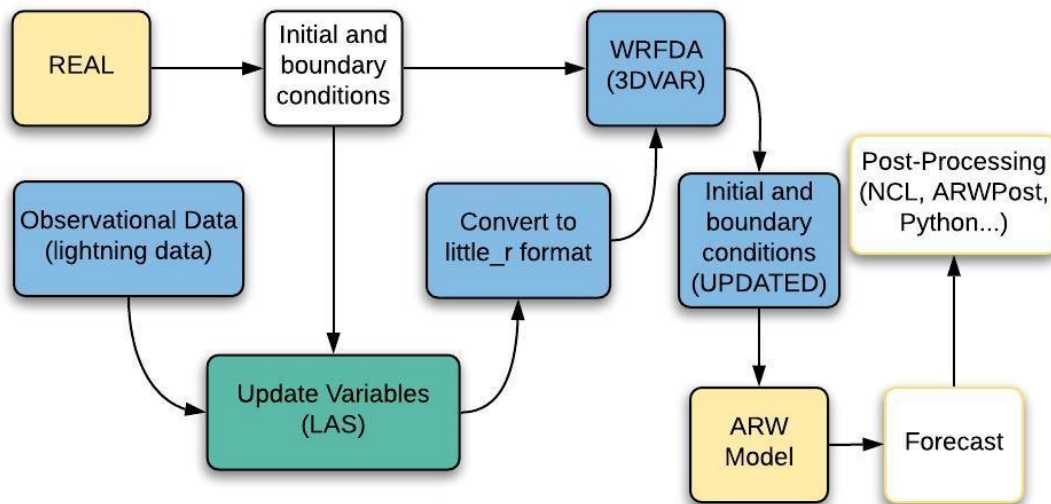 REAL
Initial and
boundary
conditions
WRFDA
(3DVAR)
Observational Data
(lightning data)
Convert to
little_r format
Initial and
boundary
conditions
(UPDATED)
Post-Processing
(NCL, ARWPost,
Python...)
Update Variables
(LAS)
ARW
Model
Forecast